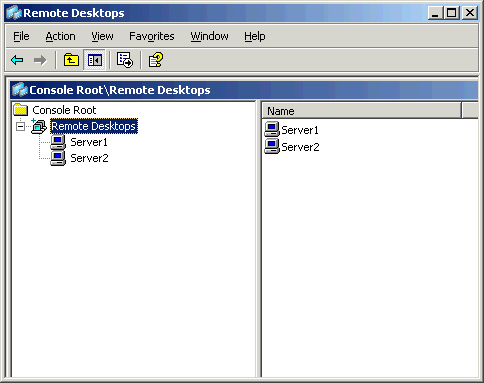 Remote Desktops
File Action View Favorites Window Help
Console Root\Remote Desktops
Console Root
Remote Desktops
Server1
Server2
Name
Server1
Server2